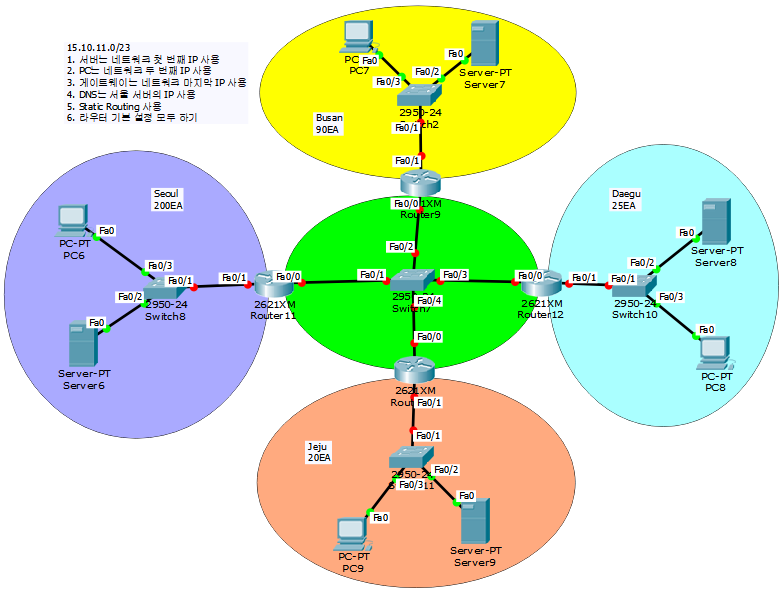 15.10.11.0/23
1. 서버는 네트워크 첫 번째 IP 사용
2. PC는 네트워크 두 번째 IP 사용
3. 게이트웨이는 네트워크 마지막 IP 사용
4. DNS는 서울 서버의 IP 사용
5. Static Routing 사용
6. 라우터 기본 설정 모두 하기
PC
PC7
Fa0
Fa0/3
Fa0/2
Fa0
Server-PT
Server7
2950-24
Fa0/1
Busan
90EA
Fa0/1
2621XM
Router9
Fa0/0
Seoul
200EA
PC-PT
PC6
Fa0
Fa0/3
Fa0/1
Fa0/2
2950-24
Switch8
Fa0
Server-PT
Server6
Fa0/1
Fa0/0
2621XM
Router11
Fa0/2
Fa0/1
Fa0/3
Fa0/4
Switch7
Fa0/0
Fa0/0
Fa0/1
2621XM
Router12
Daegu
25EA
Fa0
Server-PT
Server8
Fa0/2
Fa0/1
Fa0/3
2950-24
Switch10
Fa0
PC-PT
PC8
2621XM
Fa0/1
Jeju
20EA
Fa0/1
Fa0/2
Fa0/3
Fa0
Fa0
PC-PT
PC9
Server-PT
Server9